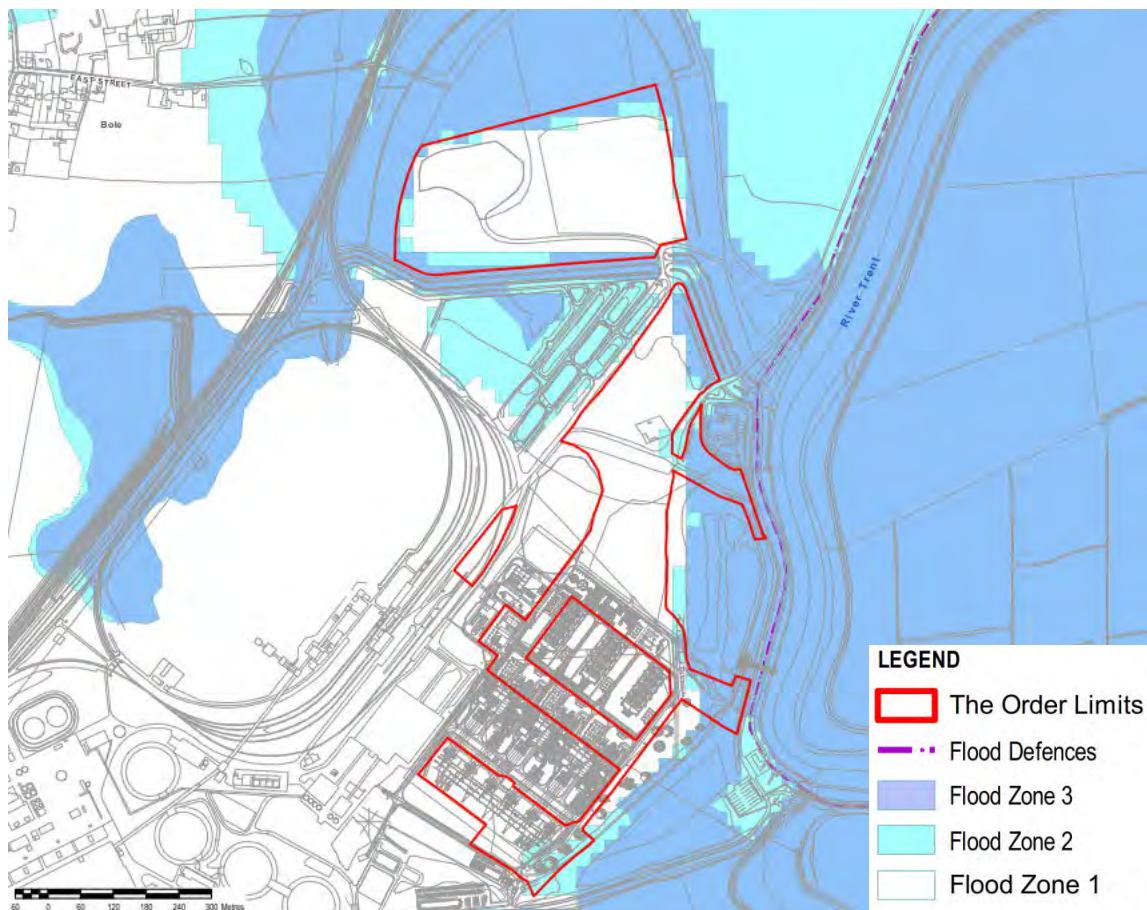 EAST STREET
Bole
River Trent
LEGEND
The Order Limits
Flood Defences
Flood Zone 3
Flood Zone 2
Flood Zone 1
60 0 60 120 180 240 300 Metres